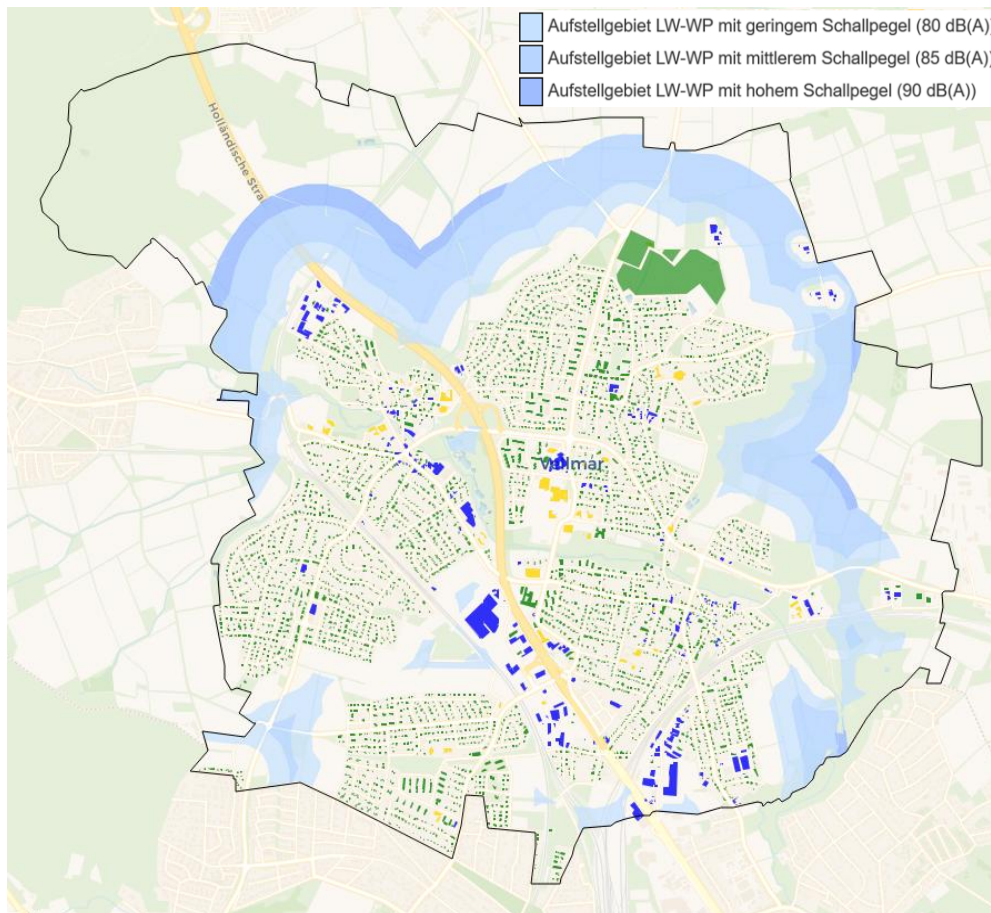 Aufstellgebiet LW-WP mit geringem Schallpegel (80 dB(A))
Aufstellgebiet LW-WP mit mittlerem Schallpegel (85 dB(A))
Aufstellgebiet LW-WP mit hohem Schallpegel (90 dB(A))
Holländische Stra
Vellmar